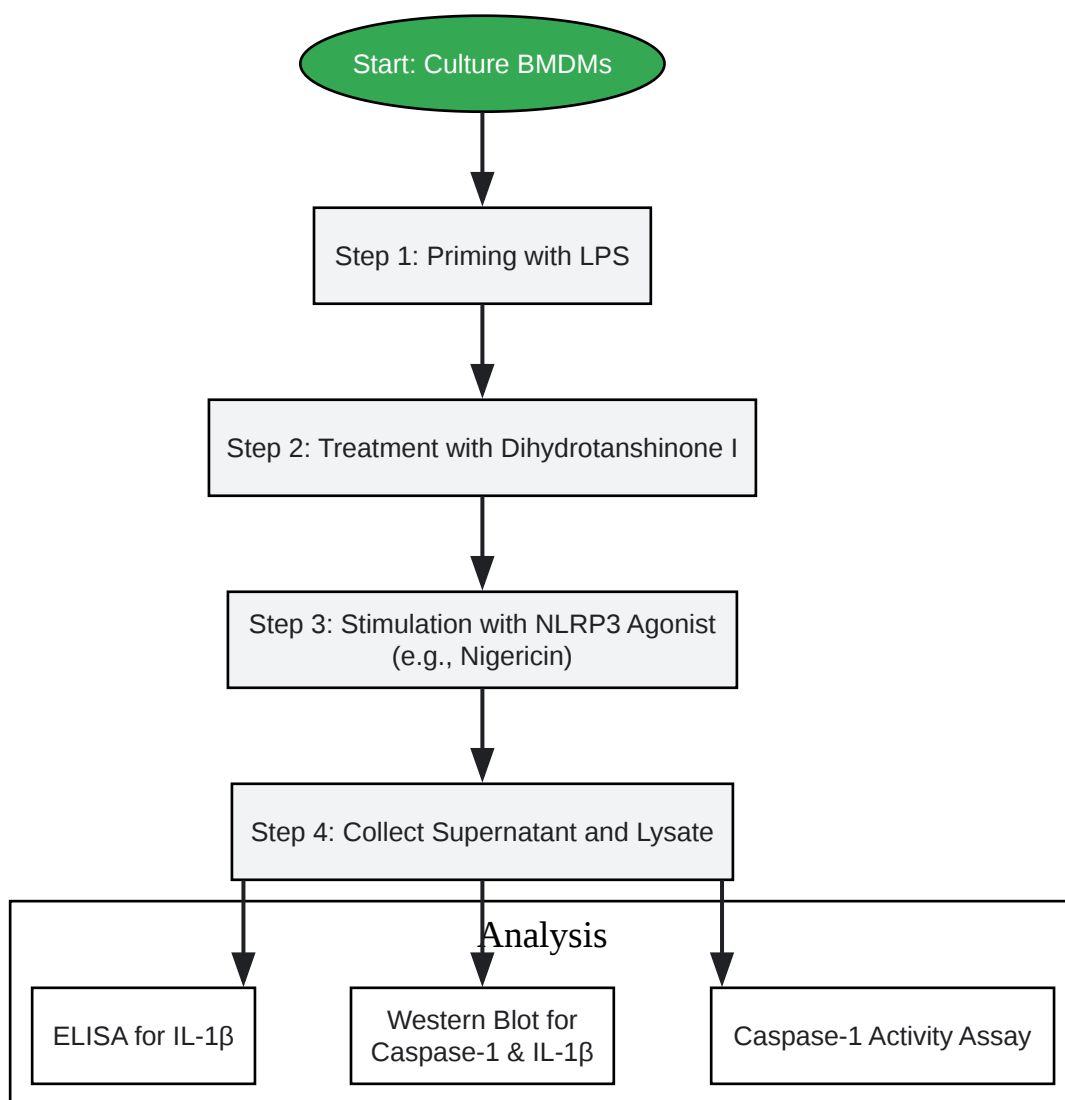 Start: Culture BMDMs
Step 1: Priming with LPS
Step 2: Treatment with Dihydrotanshinone I
Step 3: Stimulation with NLRP3 Agonist
(e.g., Nigericin)
Step 4: Collect Supernatant and Lysate
Analysis
ELISA for IL-1β
Western Blot for
Caspase-1 & IL-1β
Caspase-1 Activity Assay